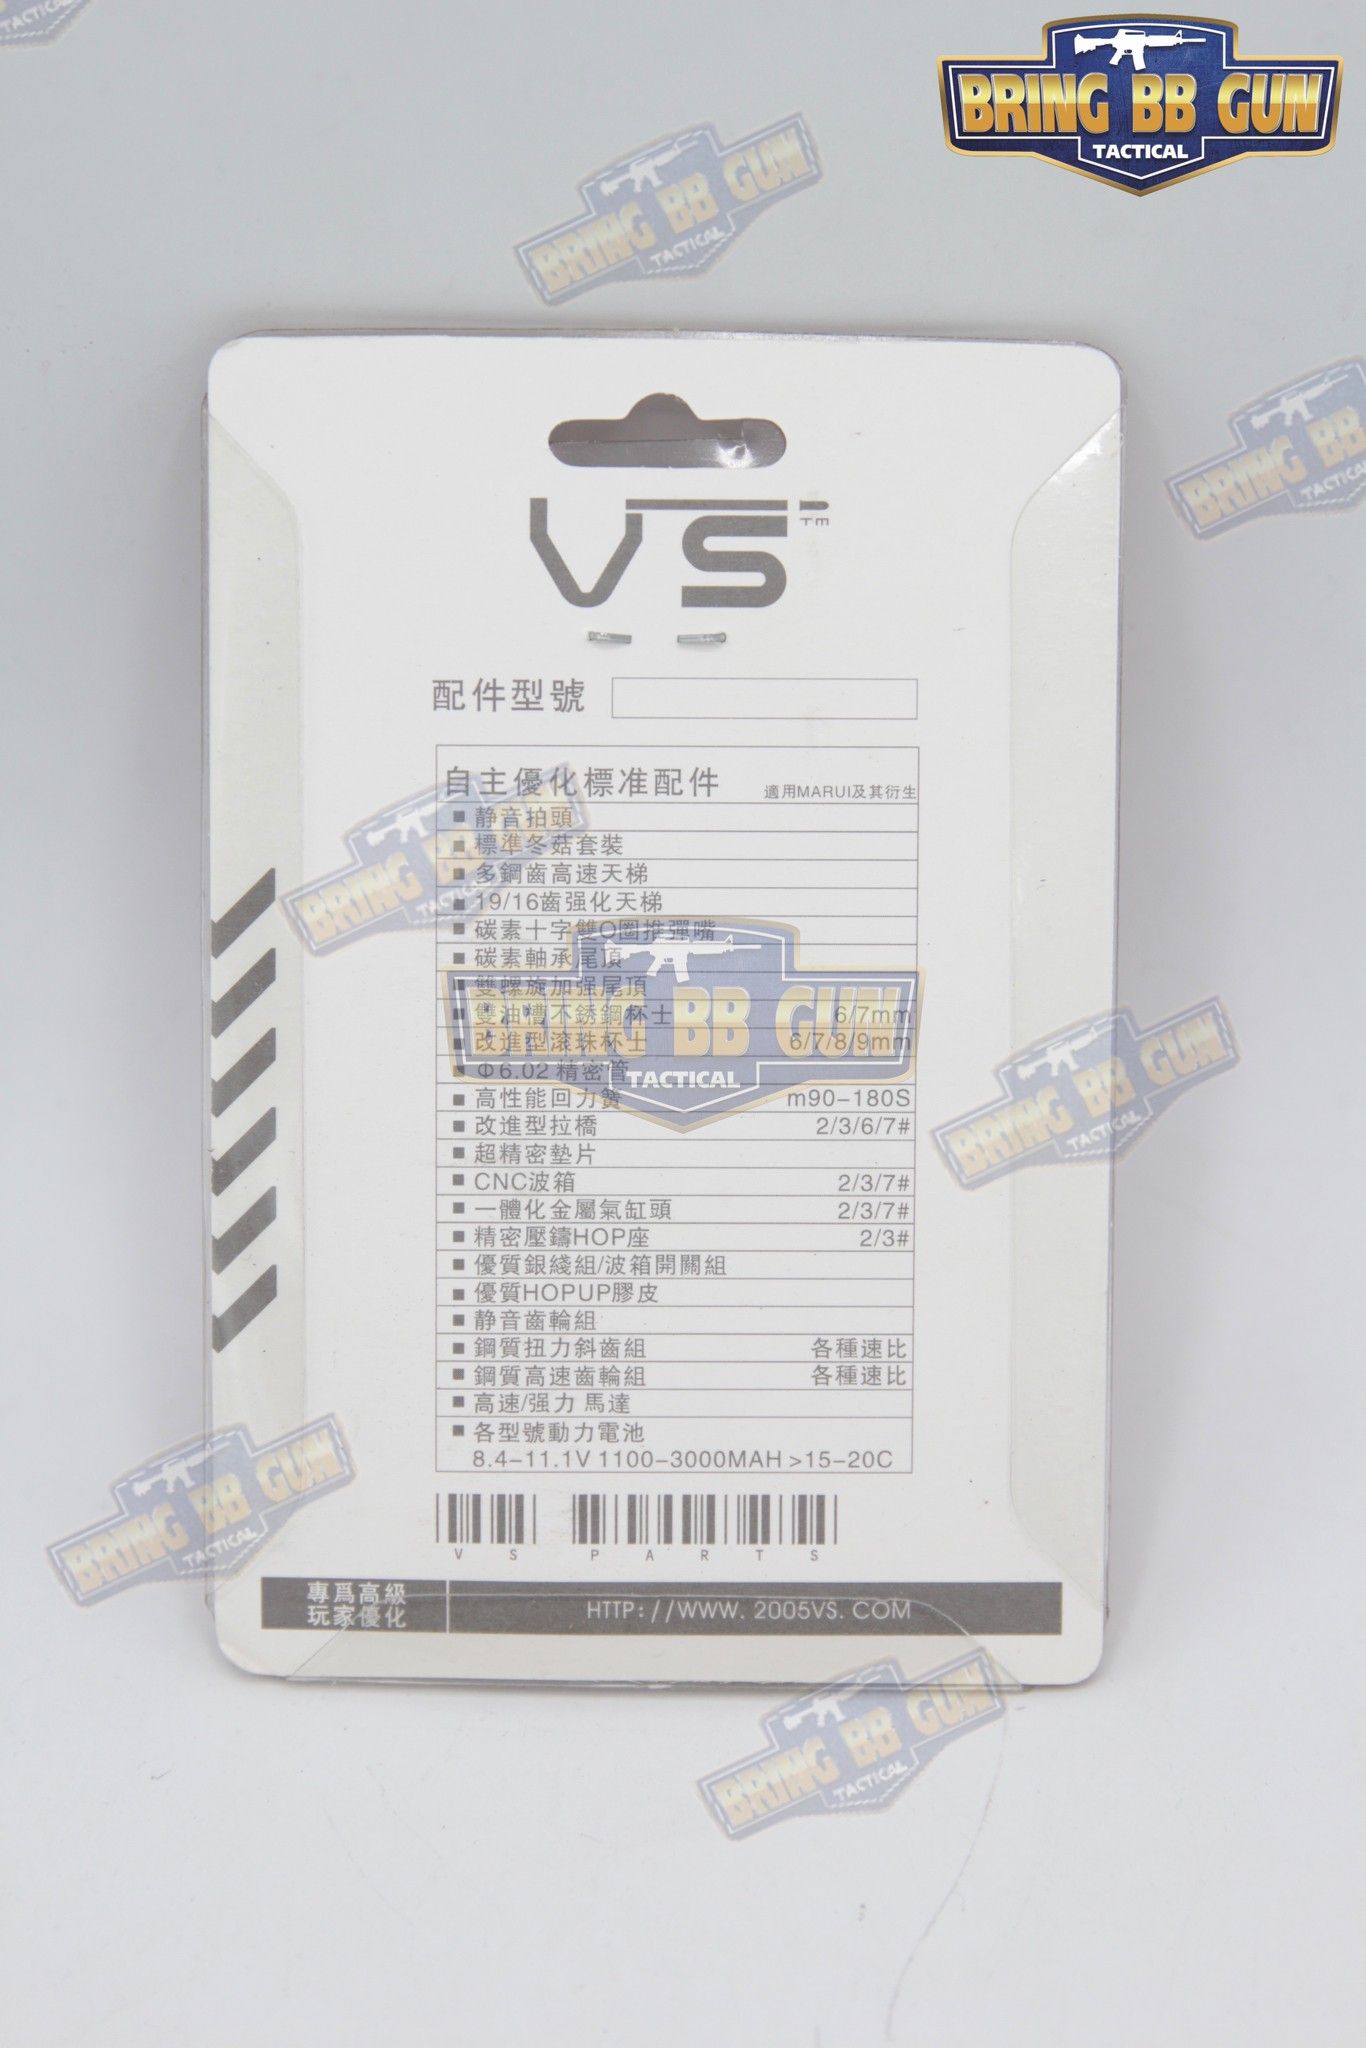 BRING BB GUN
TACTICAL
VS
配件型號
自主優化標准配件 適用MARUI及其衍生
静音拍頭
標準冬菇套裝
多鋼齒高速天梯
19/16齒强化天梯
碳素十字雙O圈推彈嘴
碳素軸承尾頂
雙螺旋加强尾頂
雙油槽不銹鋼杯士 6/7mm
改進型滚珠杯士 6/7/8/9mm
Φ6.02 精密管
高性能回力簧 m90-180S
改進型拉橋 2/3/6/7#
超精密墊片
CNC波箱 2/3/7#
一體化金屬氣缸頭 2/3/7#
精密壓鑄HOP座 2/3#
優質銀綫組/波箱開關組
優質HOPUP膠皮
静音齒輪組
鋼質扭力斜齒組 各種速比
鋼質高速齒輪組 各種速比
高速/强力 馬達
各型號動力電池
8.4-11.1V 1100-3000MAH >15-20C
VS PARTS
專爲高級
玩家優化
HTTP://WWW.2005VS.COM